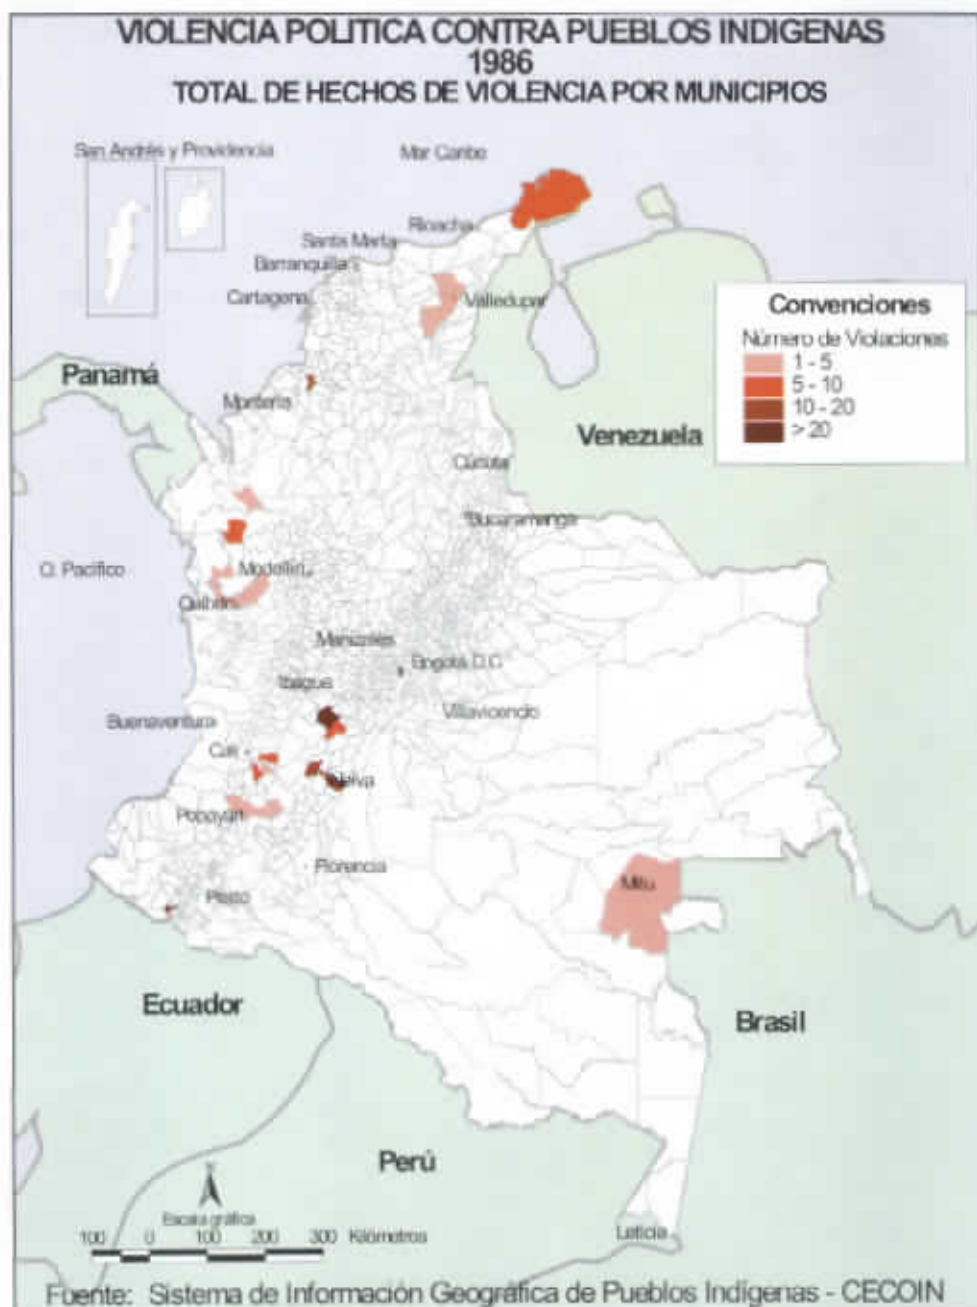 VIOLENCIA POLITICA CONTRA PUEBLOS INDIGENAS
1986
TOTAL DE HECHOS DE VIOLENCIA POR MUNICIPIOS
San Andrés y Providencia
Mar Caribe
Rioacha
Santa Marta
Barranquilla
Cartagena
Valledupar
Convenciones
Número de Violaciones
1 - 5
5 - 10
10 - 20
> 20
Panamá
Montería
Venezuela
Cúcuta
Bucaramanga
O. Pacífico
Medellín
Quibdó
Manizales
Bogotá D.C
Ibague
Villavicencio
Buenaventura
Cali
Neiva
Popayán
Florencia
Mitu
Pasto
Ecuador
Brasil
Perú
Escala gráfica
100 0 100 200 300 Kilómetros
Leticia
Fuente: Sistema de Información Geográfica de Pueblos Indígenas - CECOIN